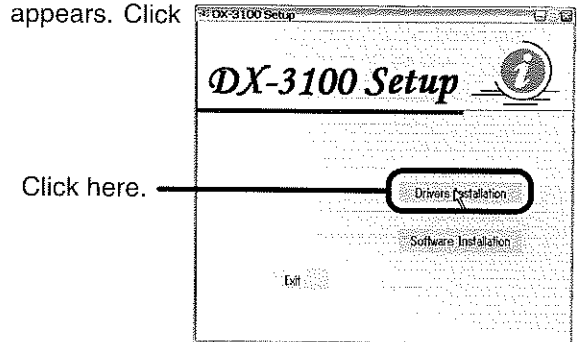 appears. Click
DX-3100 Setup
DX-3100 Setup
i
Click here.
Drivers Installation
Software Installation
Exit